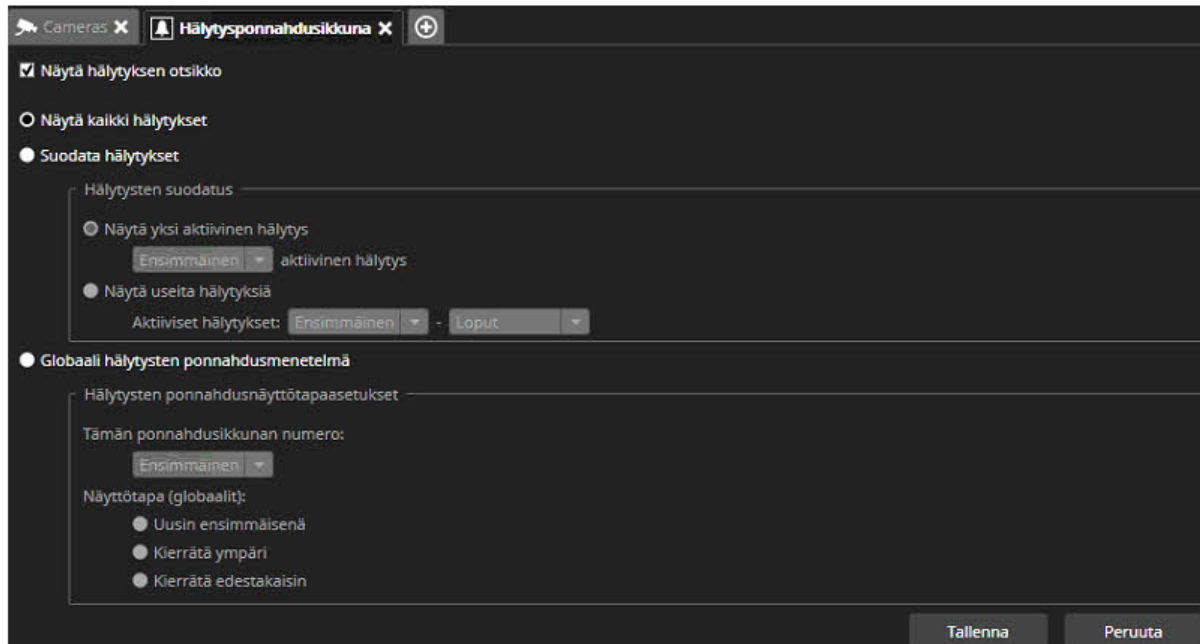 Cameras Hälytysponnahdusikkuna
Näytä hälytyksen otsikko
Näytä kaikki hälytykset
Suodata hälytykset
Hälytysten suodatus
Näytä yksi aktiivinen hälytys
Ensimmäinen aktiivinen hälytys
Näytä useita hälytyksiä
Aktiiviset hälytykset: Ensimmäinen - Loput
Globaali hälytysten ponnahdusmenetelmä
Hälytysten ponnahdusnäyttötapaasetukset
Tämän ponnahdusikkunan numero:
Ensimmäinen
Näyttötapa (globaalit):
Uusin ensimmäisenä
Kierrätä ympäri
Kierrätä edestakaisin
Tallenna Peruuta